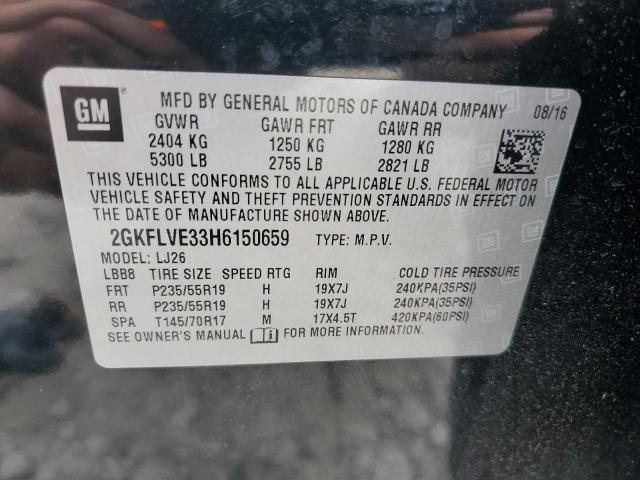 GM
MFD BY GENERAL MOTORS OF CANADA COMPANY 08/16
GVWR GAWR FRT GAWR RR
2404 KG 1250 KG 1280 KG
5300 LB 2755 LB 2821 LB
THIS VEHICLE CONFORMS TO ALL APPLICABLE U.S. FEDERAL MOTOR
VEHICLE SAFETY AND THEFT PREVENTION STANDARDS IN EFFECT ON
THE DATE OF MANUFACTURE SHOWN ABOVE.
2GKFLVE33H6150659 TYPE: M.P.V.
MODEL: LJ26
LBB8 TIRE SIZE SPEED RTG RIM COLD TIRE PRESSURE
FRT P235/55R19 H 19X7J 240KPA(35PSI)
RR P235/55R19 H 19X7J 240KPA(35PSI)
SPA T145/70R17 M 17X4.5T 420KPA(60PSI)
SEE OWNER'S MANUAL FOR MORE INFORMATION.